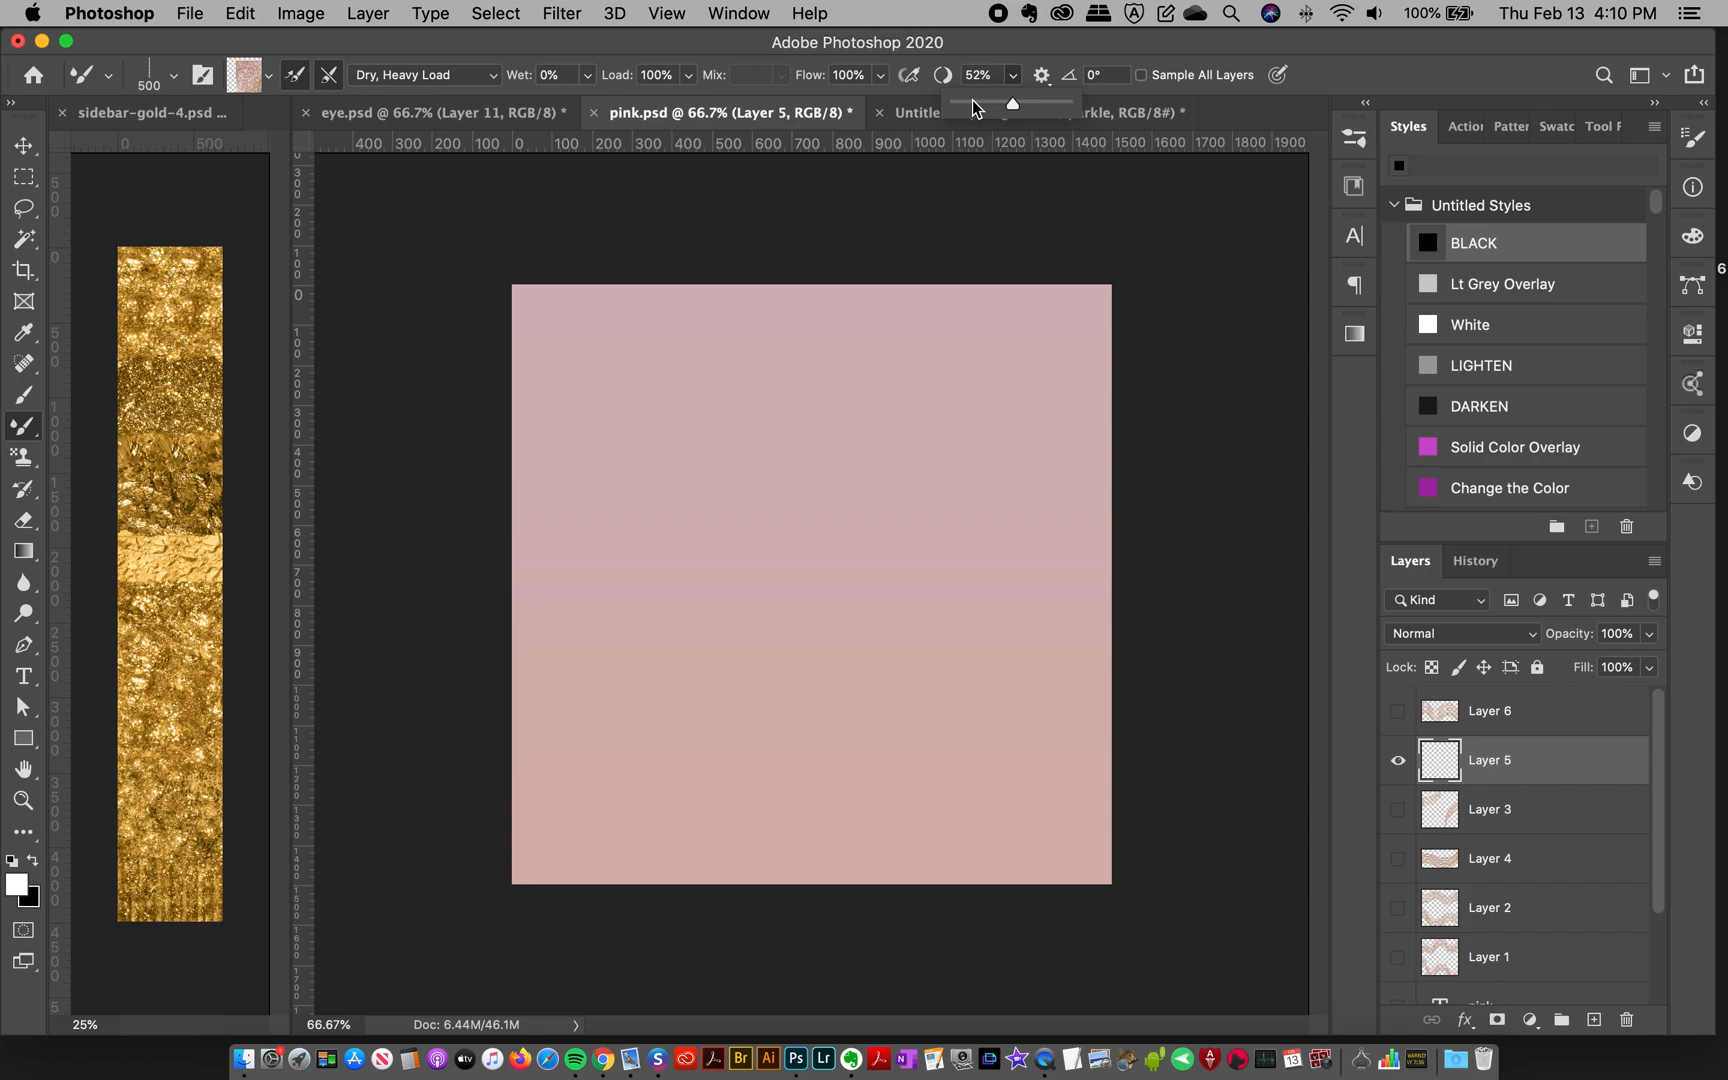 Photoshop File Edit Image Layer Type Select Filter 3D View Window Help 100% Thu Feb 13 4:10 PM
Adobe Photoshop 2020
500 Dry, Heavy Load Wet: 0% Load: 100% Mix: Flow: 100% 52% 0° Sample All Layers
× sidebar-gold-4.psd ... × eye.psd @ 66.7% (Layer 11, RGB/8) * × pink.psd @ 66.7% (Layer 5, RGB/8) * × Untitle rkle, RGB/8#) *
Styles Action Patter Swatc Tool F
0 500 400 300 200 100 0 100 200 300 400 500 600 700 800 900 1000 1100 1200 1300 1400 1500 1600 1700 1800 1900
Untitled Styles
BLACK
Lt Grey Overlay
White
LIGHTEN
DARKEN
Solid Color Overlay
Change the Color
Layers History
Kind
Normal Opacity: 100%
Lock: Fill: 100%
Layer 6
Layer 5
Layer 3
Layer 4
Layer 2
Layer 1
25% 66.67% Doc: 6.44M/46.1M